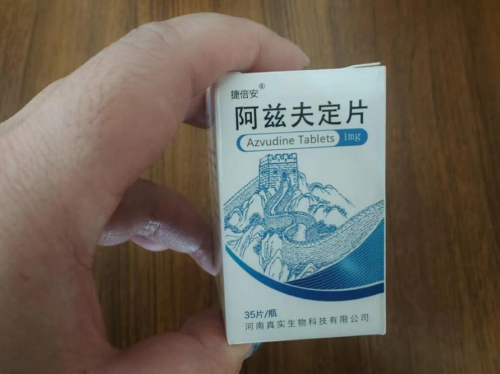 捷倍安®
阿兹夫定片
Azvudine Tablets 1mg
35片/瓶
河南真实生物科技有限公司